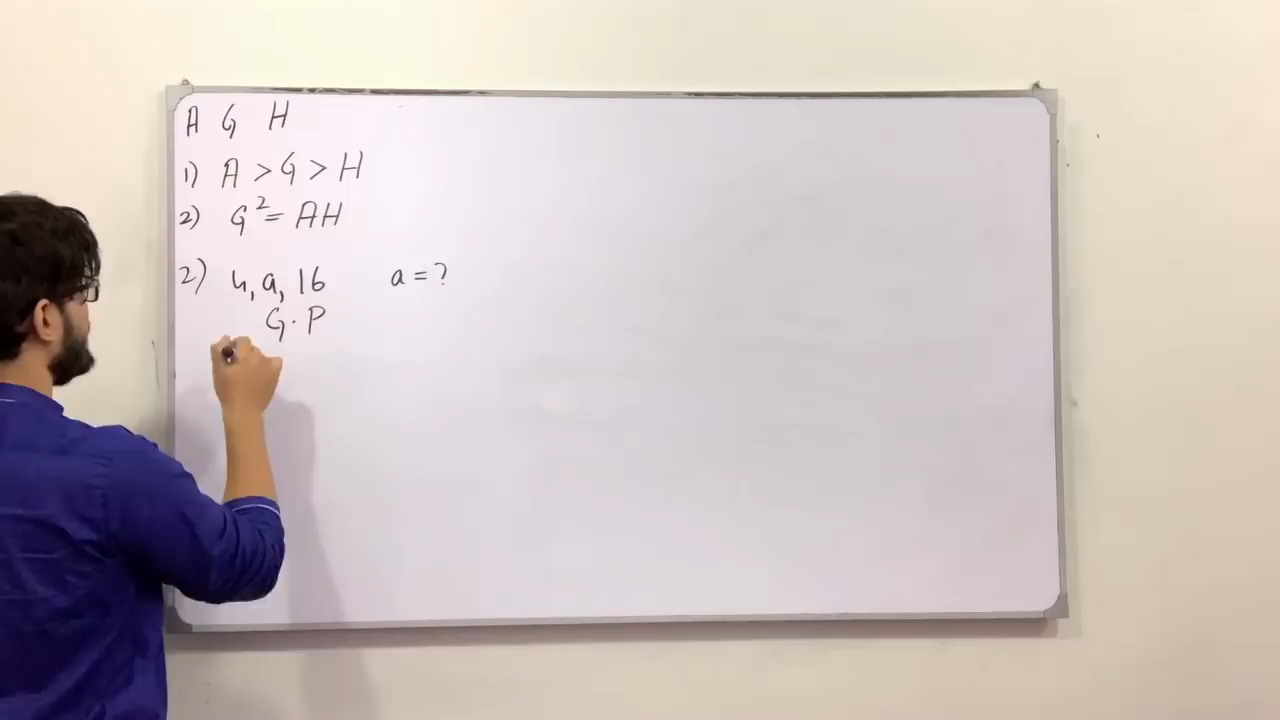 A G H
1) A > G > H
2) G² = AH
2) 4, a, 16 a = ?
G.P